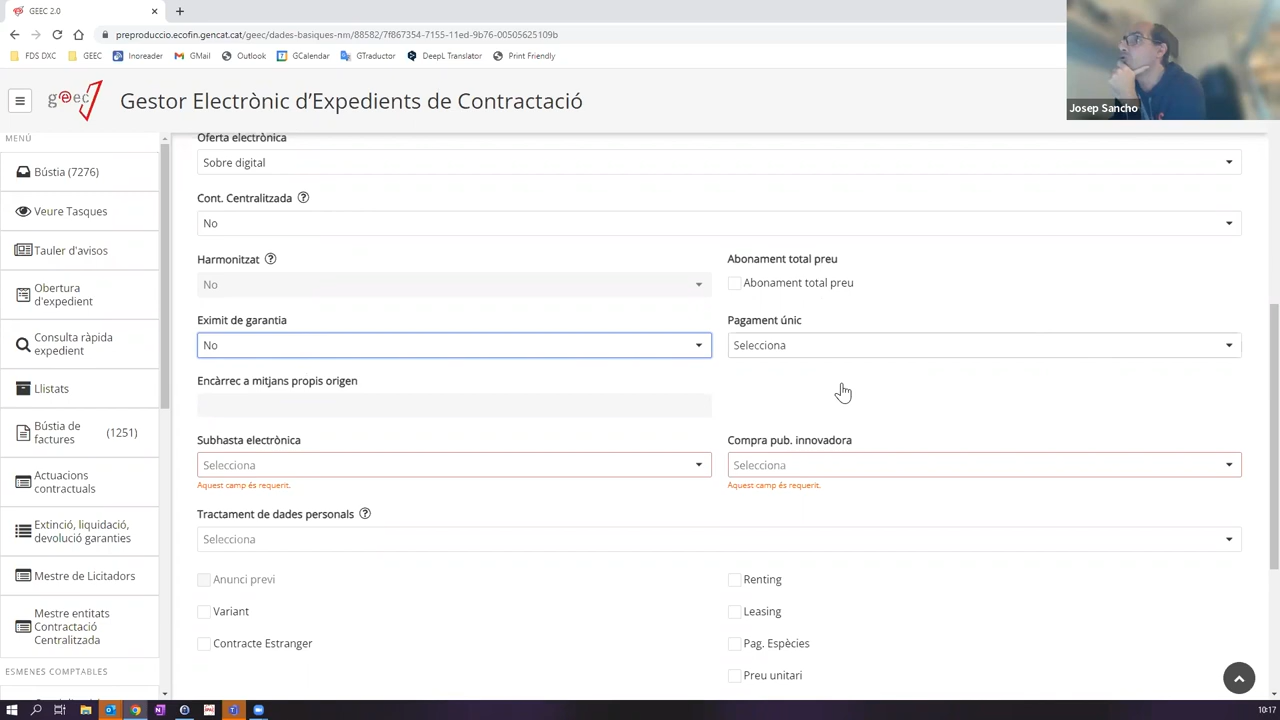 GEEC 2.0
preproduccio.ecofin.gencat.cat/geec/dades-basiques-nm/88582/7f867354-7155-11ed-9b76-00505625109b
FDS DXC
GEEC
Inoreader
GMail
Outlook
GCalendar
GTraductor
DeepL Translator
Print Friendly
Josep Sancho
geec
Gestor Electrònic d'Expedients de Contractació
MENÚ
Bústia (7276)
Veure Tasques
Tauler d'avisos
Obertura
d'expedient
Consulta ràpida
expedient
Llistats
Bústia de
factures
(1251)
Actuacions
contractuals
Extinció, liquidació,
devolució garanties
Mestre de Licitadors
Mestre entitats
Contractació
Centralitzada
ESMENES COMPTABLES
Oferta electrònica
Sobre digital
Cont. Centralitzada
No
Harmonitzat
No
Abonament total preu
Abonament total preu
Eximit de garantia
No
Pagament únic
Selecciona
Encàrrec a mitjans propis origen
Subhasta electrònica
Selecciona
Aquest camp és requerit.
Compra pub. innovadora
Selecciona
Aquest camp és requerit.
Tractament de dades personals
Selecciona
Anunci previ
Renting
Variant
Leasing
Contracte Estranger
Pag. Espècies
Preu unitari
10:17